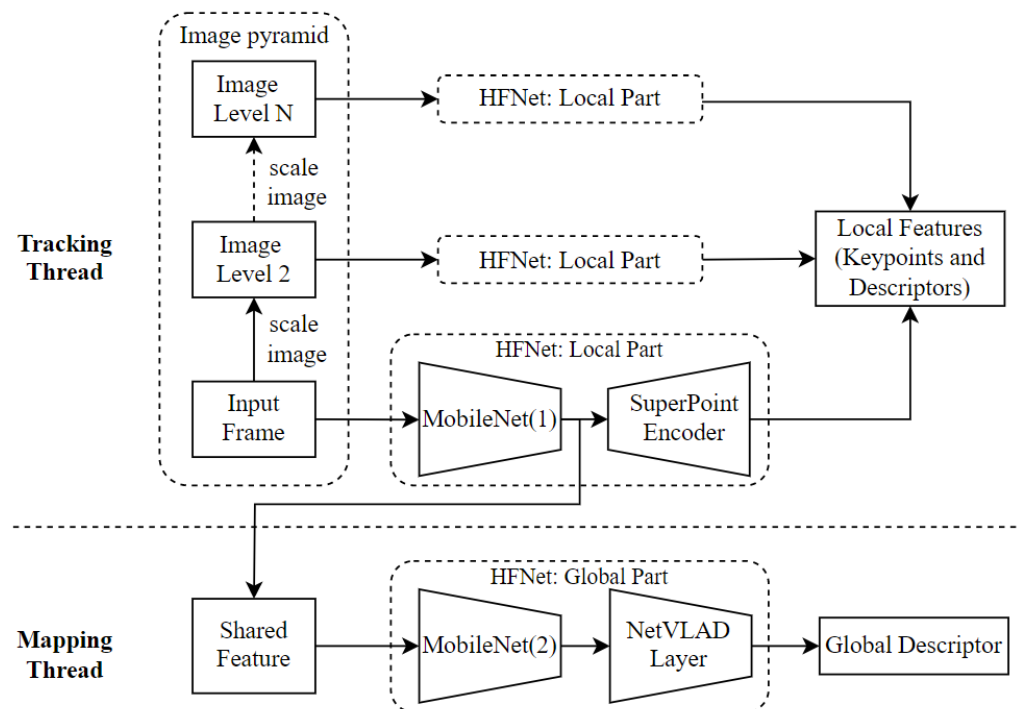 Image pyramid
Image
Level N
HFNet: Local Part
scale
image
Tracking
Thread
Image
Level 2
HFNet: Local Part
Local Features
(Keypoints and
Descriptors)
scale
image
HFNet: Local Part
Input
Frame
MobileNet(1)
SuperPoint
Encoder
HFNet: Global Part
Mapping
Thread
Shared
Feature
MobileNet(2)
NetVLAD
Layer
Global Descriptor